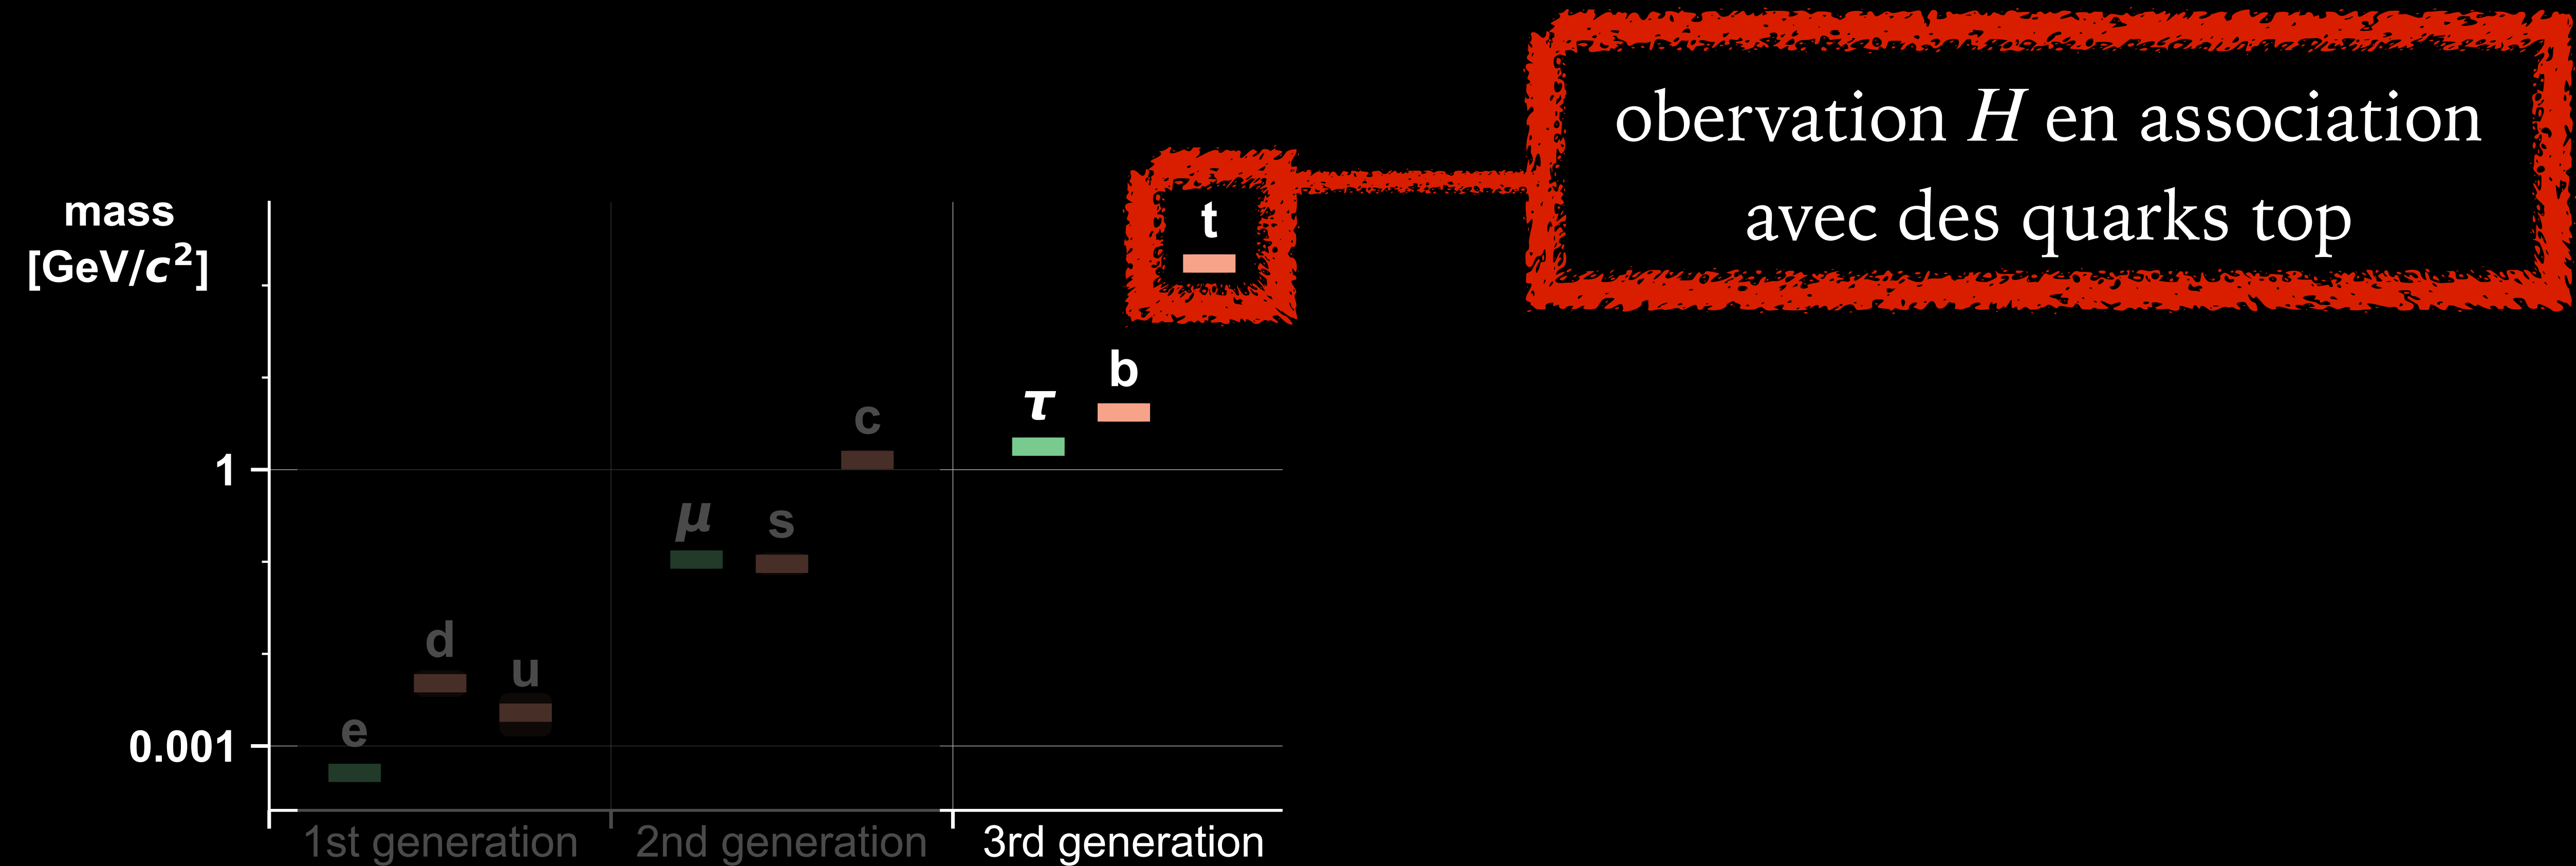 obervation H en association
avec des quarks top
mass
[GeV/c²]
t
b
τ
c
1
μ
s
d
u
e
0.001
1st generation
2nd generation
3rd generation